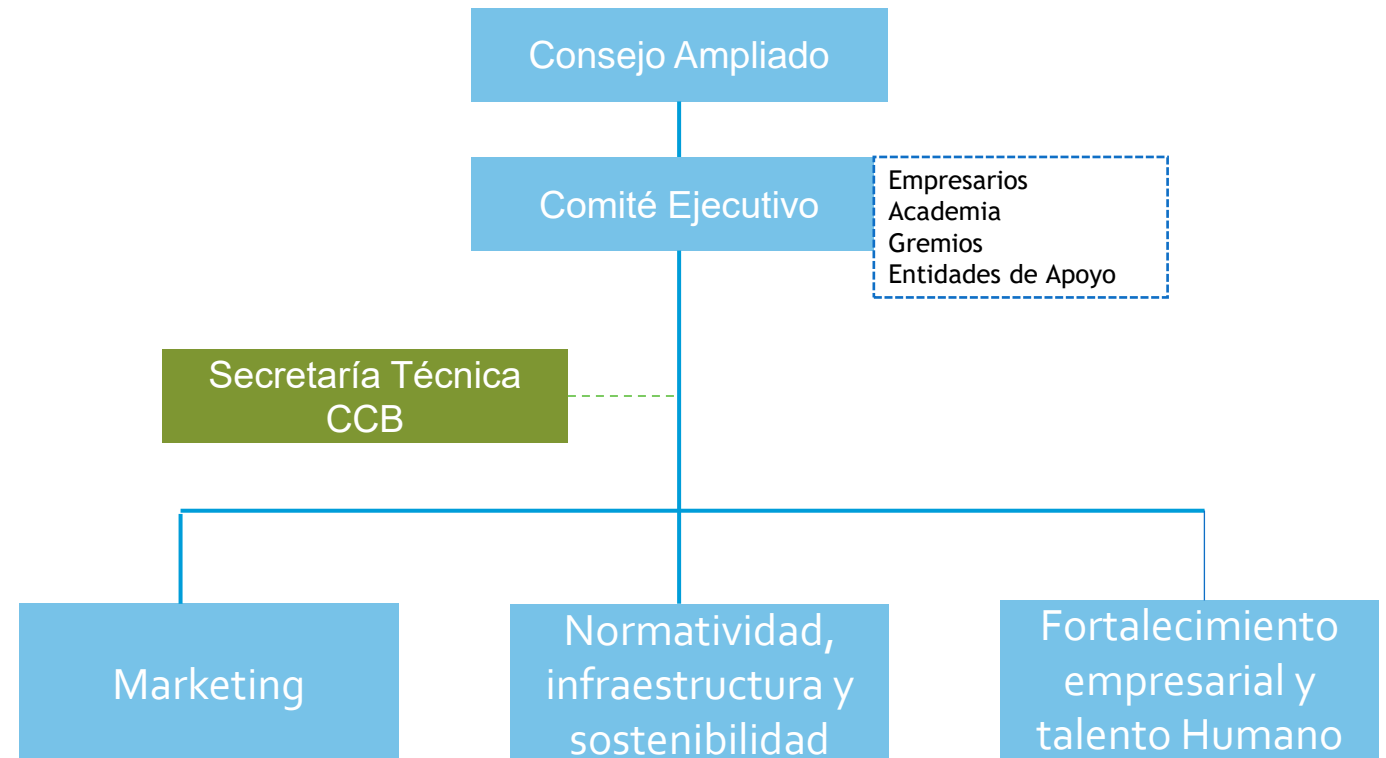 Consejo Ampliado
Comité Ejecutivo
Empresarios
Academia
Gremios
Entidades de Apoyo
Secretaría Técnica
CCB
Marketing
Normatividad,
infraestructura y
sostenibilidad
Fortalecimiento
empresarial y
talento Humano